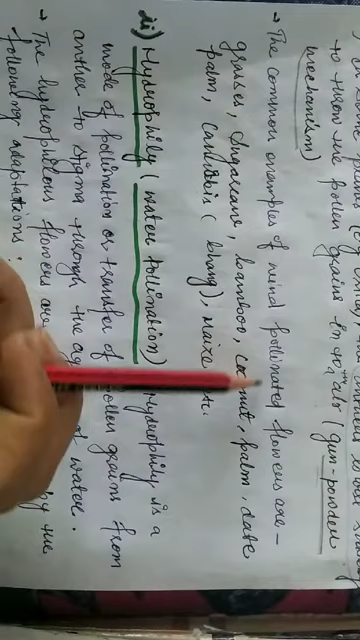 to throw the pollen grains in air (gun-powder
mechanism)
→ The common examples of wind pollinated flowers are –
grasses, sugarcane, bamboo, coconut, palm, date
palm, cannabis (bhang), maize
ii) Hydrophily (water pollination) Hydrophily is a
mode of pollination or transfer of pollen grains from
anther to stigma through the of water.
→ The hydrophilous flowers are by the
following adaptations :